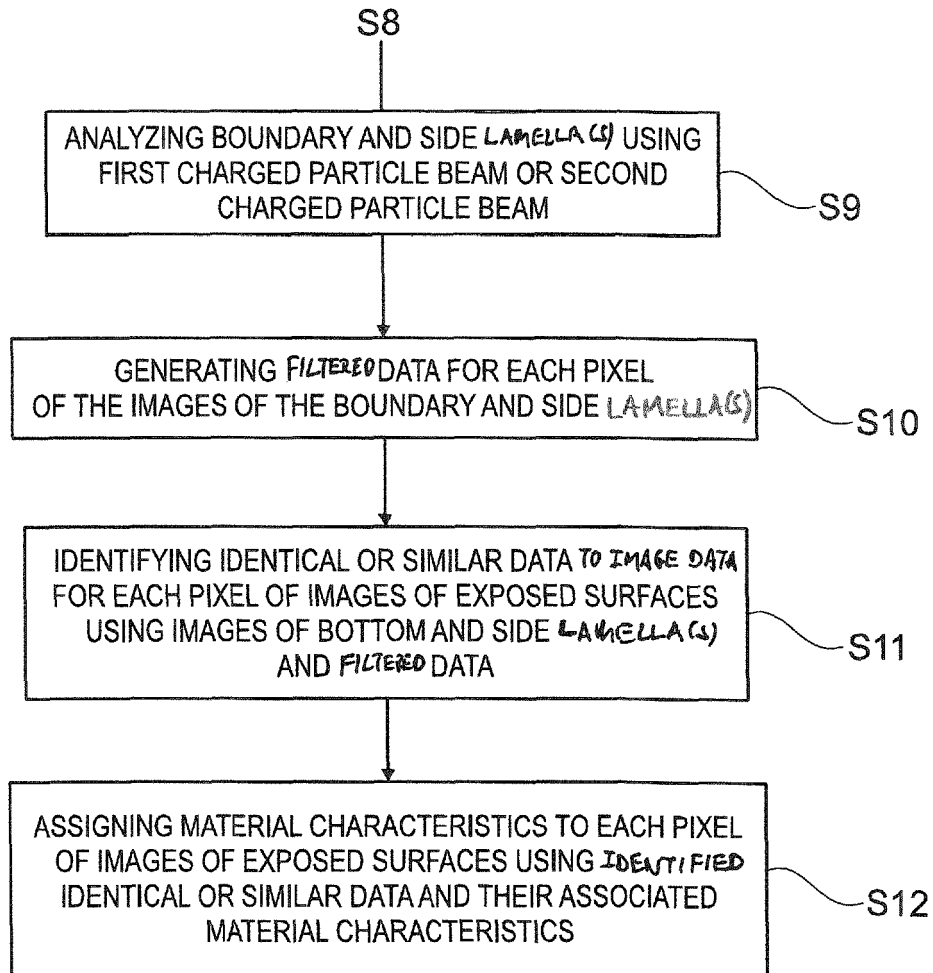 S8
ANALYZING BOUNDARY AND SIDE LAMELLA(S) USING
FIRST CHARGED PARTICLE BEAM OR SECOND
CHARGED PARTICLE BEAM
S9
GENERATING FILTERED DATA FOR EACH PIXEL
OF THE IMAGES OF THE BOUNDARY AND SIDE LAMELLA(S)
S10
IDENTIFYING IDENTICAL OR SIMILAR DATA TO IMAGE DATA
FOR EACH PIXEL OF IMAGES OF EXPOSED SURFACES
USING IMAGES OF BOTTOM AND SIDE LAMELLA(S)
AND FILTERED DATA
S11
ASSIGNING MATERIAL CHARACTERISTICS TO EACH PIXEL
OF IMAGES OF EXPOSED SURFACES USING IDENTIFIED
IDENTICAL OR SIMILAR DATA AND THEIR ASSOCIATED
MATERIAL CHARACTERISTICS
S12